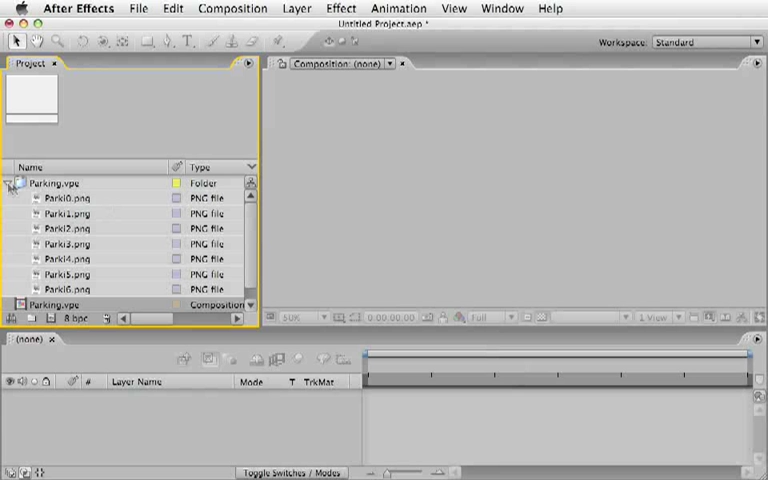 After Effects File Edit Composition Layer Effect Animation View Window Help
Untitled Project.aep *
Workspace: Standard
Project
Composition: (none)
Name Type
Parking.vpe Folder
Parki0.png PNG file
Parki1.png PNG file
Parki2.png PNG file
Parki3.png PNG file
Parki4.png PNG file
Parki5.png PNG file
Parki6.png PNG file
Parking.vpe Composition
8 bpc
50% 0:00:00:00 Full 1 View
(none)
# Layer Name Mode T TrkMat
Toggle Switches / Modes